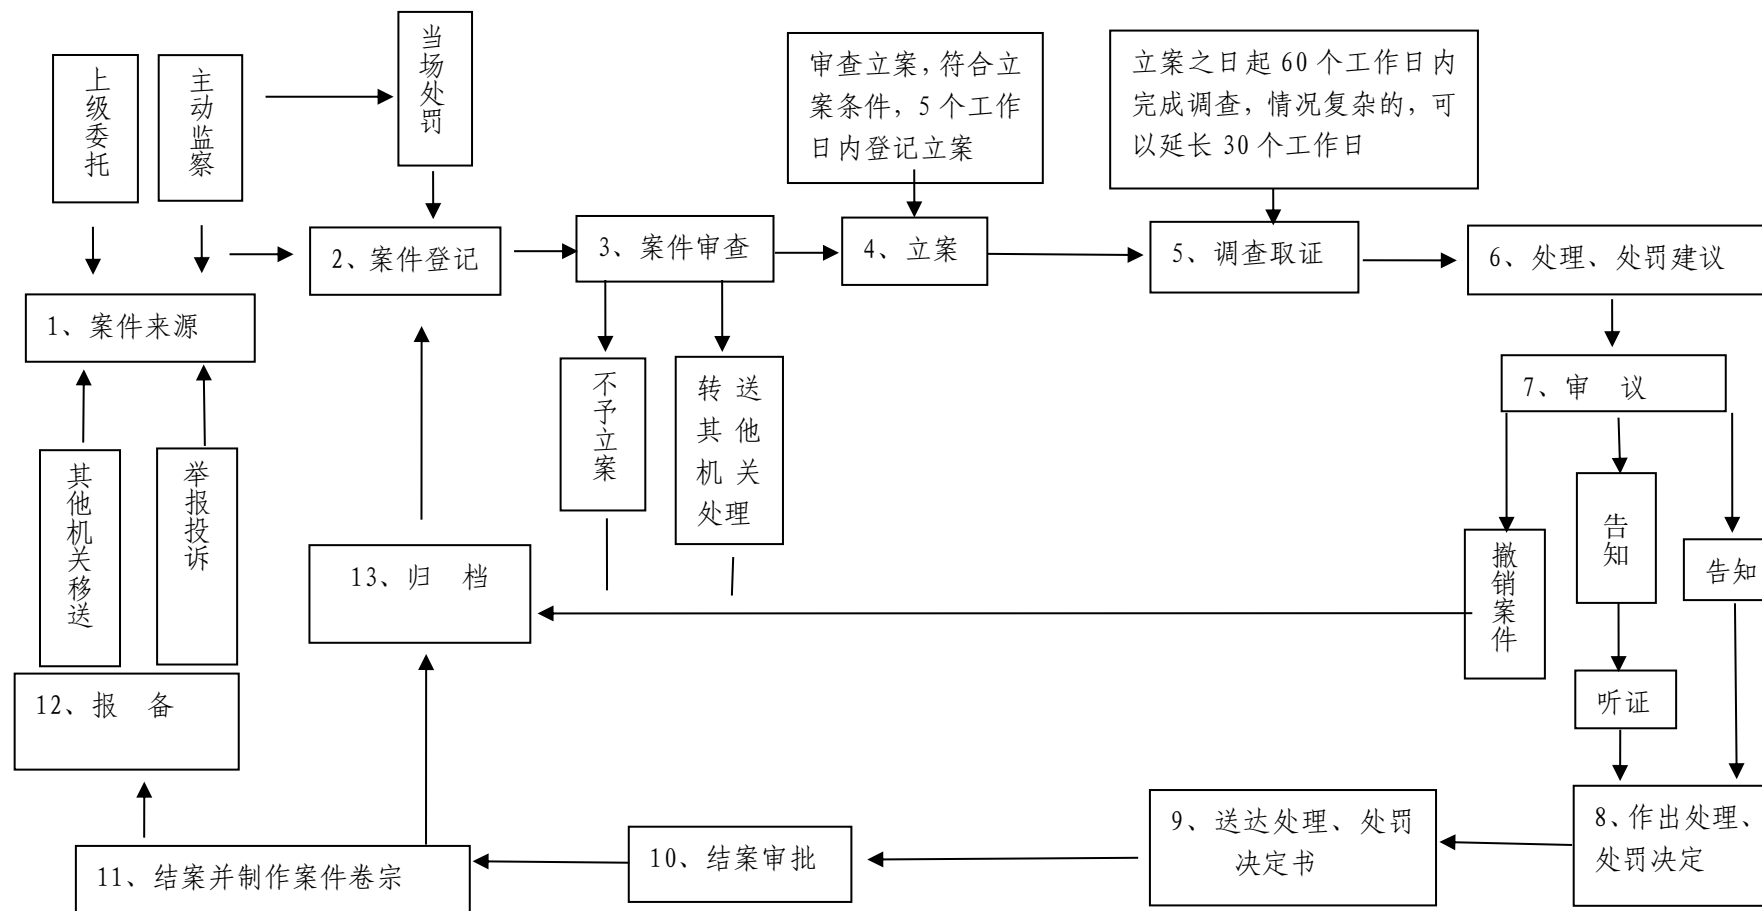 上级委托
主动监察
当场处罚
审查立案，符合立
案条件，5个工作
日内登记立案
立案之日起60个工作日内
完成调查，情况复杂的，可
以延长30个工作日
1、案件来源
2、案件登记
3、案件审查
4、立案
5、调查取证
6、处理、处罚建议
7、审 议
不予立案
转 送
其 他
机 关
处理
其他机关移送
举报投诉
13、归 档
撤销案件
告知
告知
听证
12、报 备
8、作出处理、
处罚决定
9、送达处理、处罚
决定书
10、结案审批
11、结案并制作案件卷宗